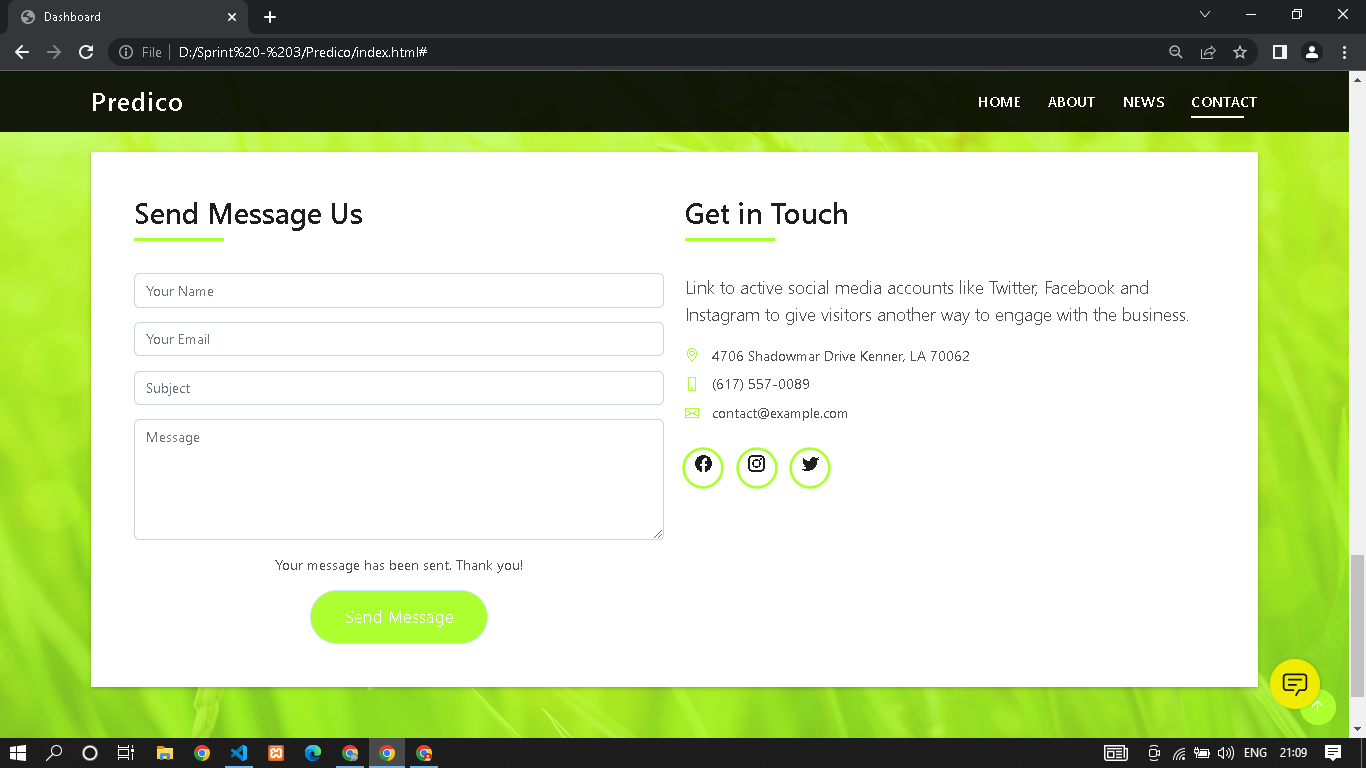 Dashboard
File
D:/Sprint%20-%203/Predico/index.html#
Predico
HOME
ABOUT
NEWS
CONTACT
Send Message Us
Get in Touch
Your Name
Your Email
Subject
Message
Your message has been sent. Thank you!
Send Message
Link to active social media accounts like Twitter, Facebook and
Instagram to give visitors another way to engage with the business.
4706 Shadowmar Drive Kenner, LA 70062
(617) 557-0089
contact@example.com
ENG
21:09